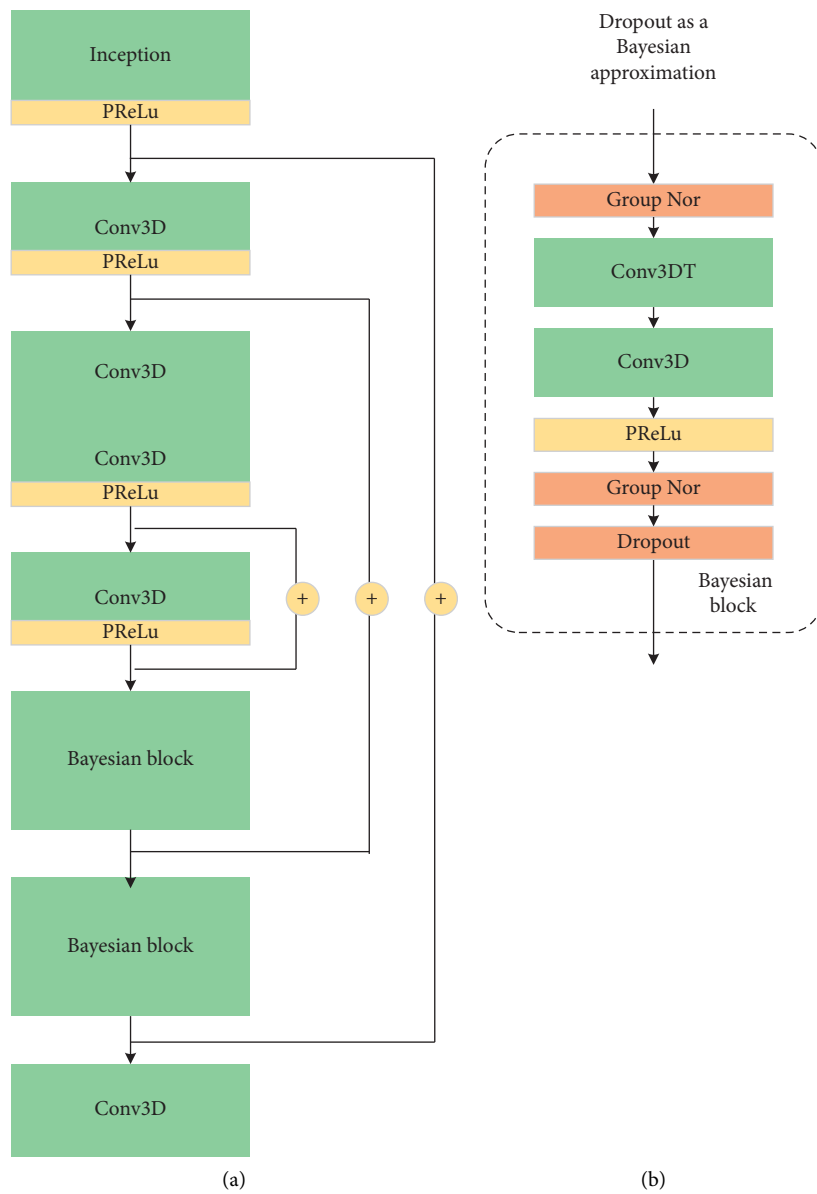 Inception
PReLu
Conv3D
PReLu
Conv3D
Conv3D
PReLu
Conv3D
PReLu
+
+
+
Bayesian block
Bayesian block
Conv3D
(a)
Dropout as a
Bayesian
approximation
Group Nor
Conv3DT
Conv3D
PReLu
Group Nor
Dropout
Bayesian
block
(b)